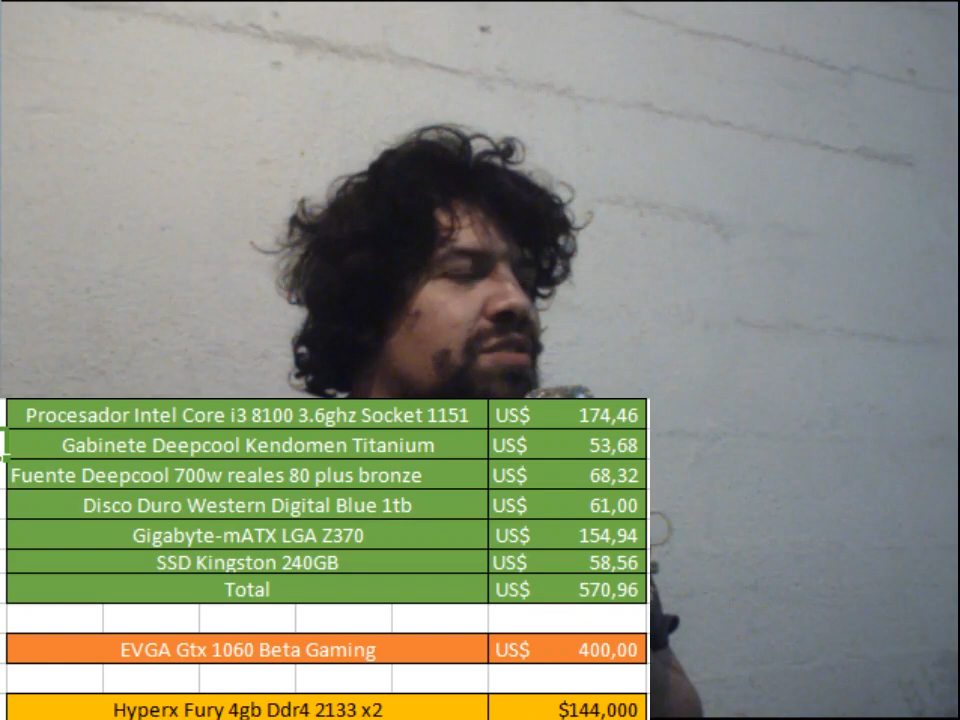 Procesador Intel Core i3 8100 3.6ghz Socket 1151 US$ 174,46
Gabinete Deepcool Kendomen Titanium US$ 53,68
Fuente Deepcool 700w reales 80 plus bronze US$ 68,32
Disco Duro Western Digital Blue 1tb US$ 61,00
Gigabyte-mATX LGA Z370 US$ 154,94
SSD Kingston 240GB US$ 58,56
Total US$ 570,96
EVGA Gtx 1060 Beta Gaming US$ 400,00
Hyperx Fury 4gb Ddr4 2133 x2 $144,000